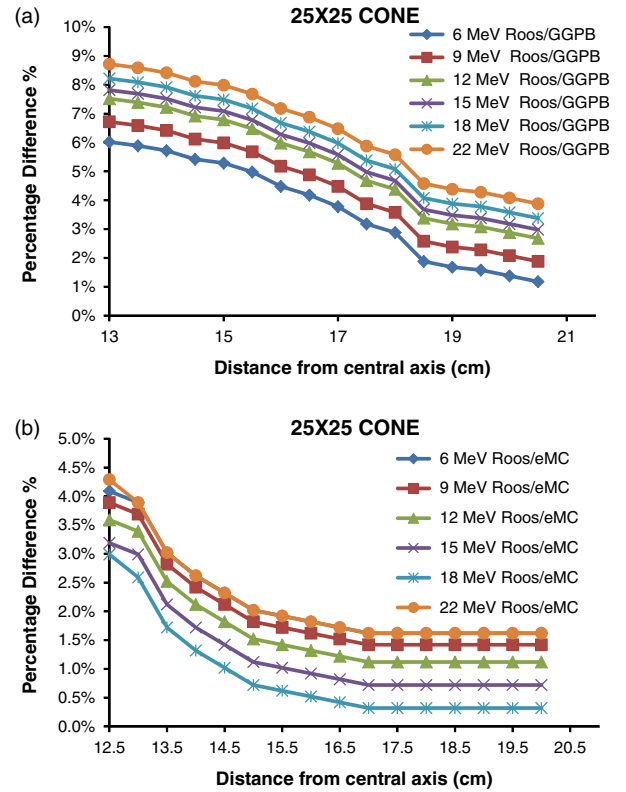 (a)
25X25 CONE
Percentage Difference %
10%
9%
8%
7%
6%
5%
4%
3%
2%
1%
0%
6 MeV Roos/GGPB
9 MeV Roos/GGPB
12 MeV Roos/GGPB
15 MeV Roos/GGPB
18 MeV Roos/GGPB
22 MeV Roos/GGPB
13 15 17 19 21
Distance from central axis (cm)
(b)
25X25 CONE
Percentage Difference %
5.0%
4.5%
4.0%
3.5%
3.0%
2.5%
2.0%
1.5%
1.0%
0.5%
0.0%
6 MeV Roos/eMC
9 MeV Roos/eMC
12 MeV Roos/eMC
15 MeV Roos/eMC
18 MeV Roos/eMC
22 MeV Roos/eMC
12.5 13.5 14.5 15.5 16.5 17.5 18.5 19.5 20.5
Distance from central axis (cm)